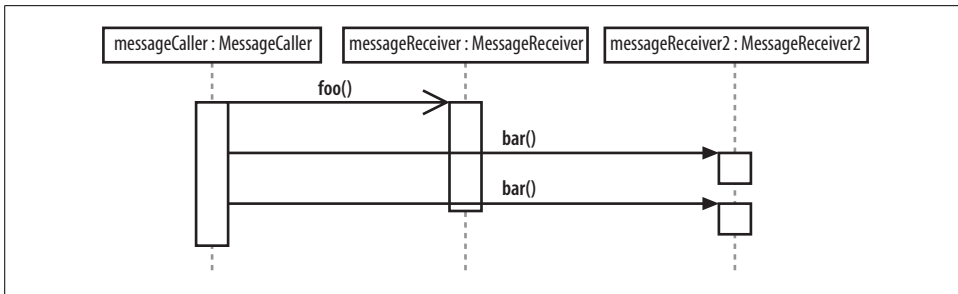 messageCaller : MessageCaller
messageReceiver : MessageReceiver
messageReceiver2 : MessageReceiver2
foo()
bar()
bar()